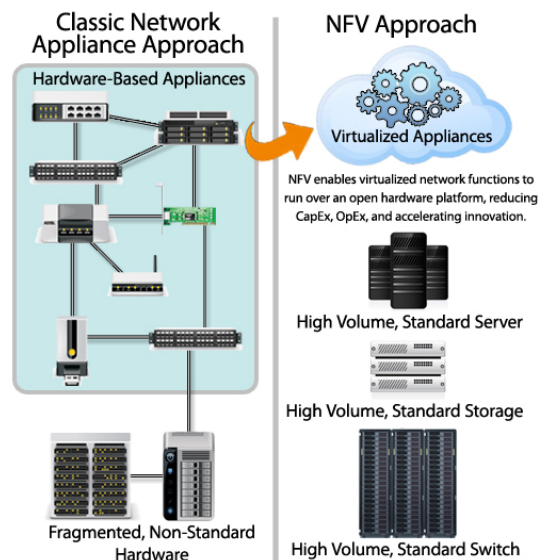 Classic Network
Appliance Approach
Hardware-Based Appliances
Fragmented, Non-Standard
Hardware
NFV Approach
Virtualized Appliances
NFV enables virtualized network functions to
run over an open hardware platform, reducing
CapEx, OpEx, and accelerating innovation.
High Volume, Standard Server
High Volume, Standard Storage
High Volume, Standard Switch